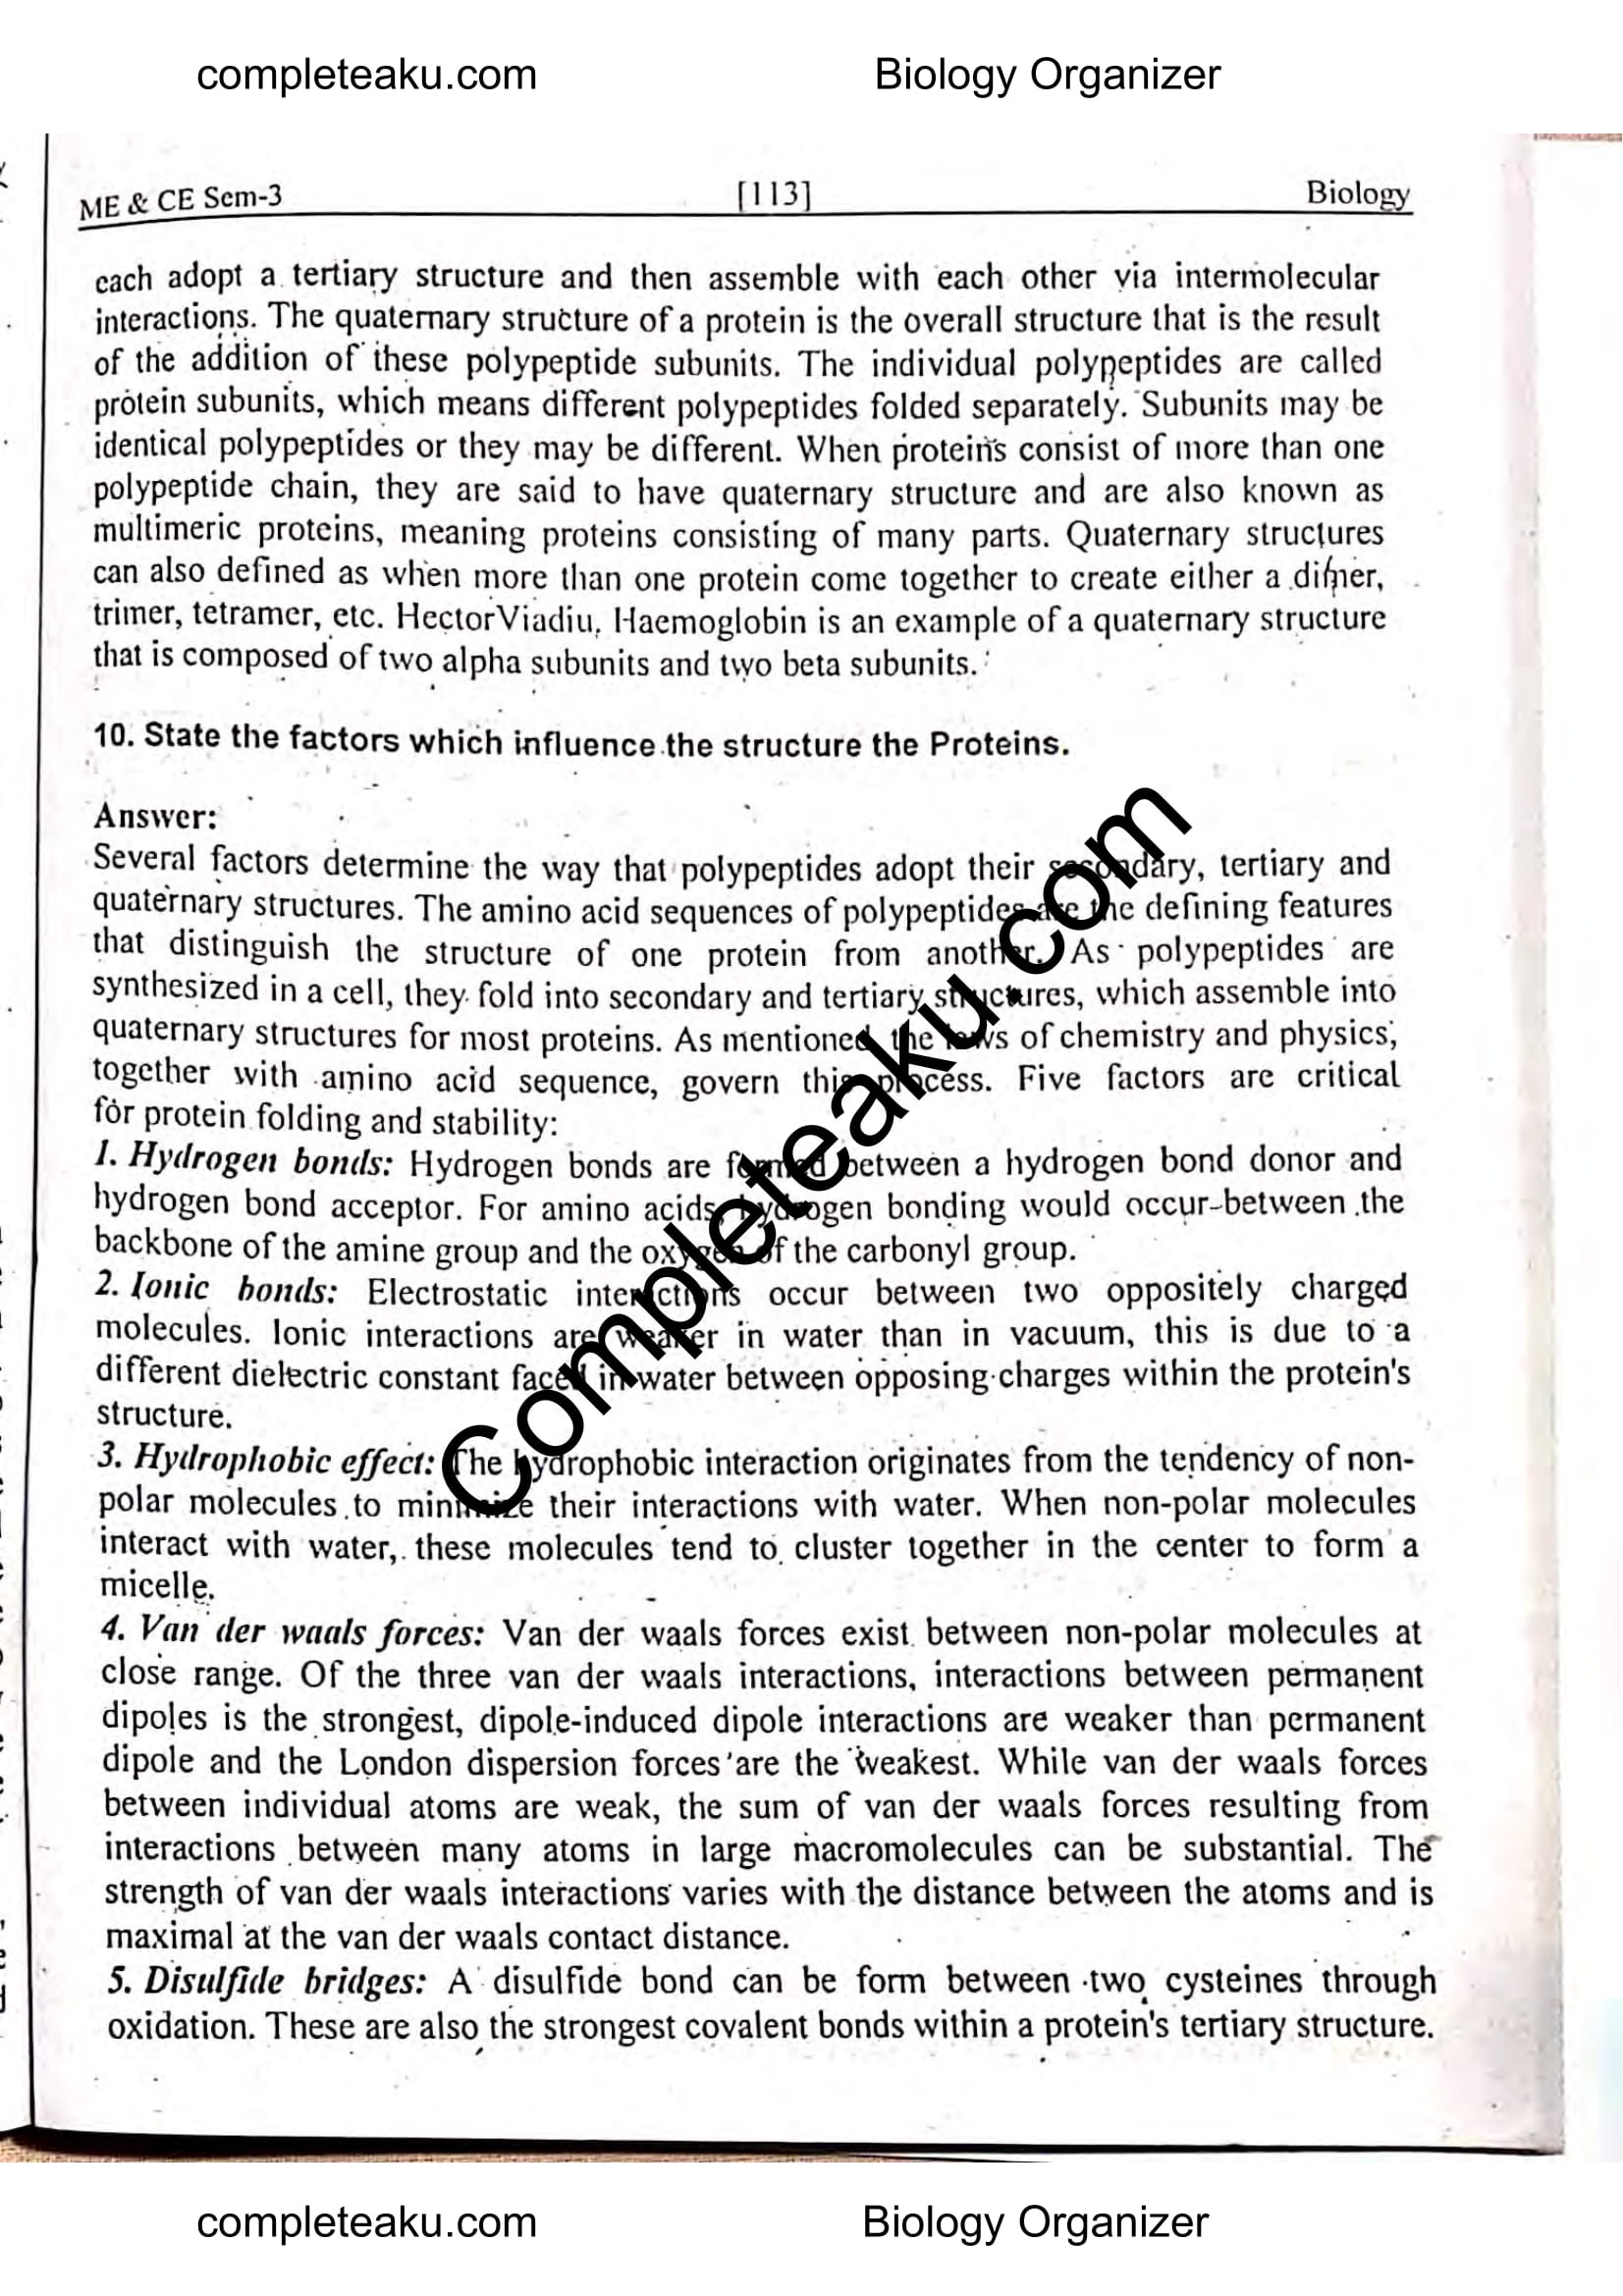 completeaku.com Biology Organizer
ME & CE Sem-3 [113] Biology
each adopt a tertiary structure and then assemble with each other via intermolecular
interactions. The quaternary structure of a protein is the overall structure that is the result
of the addition of these polypeptide subunits. The individual polypeptides are called
protein subunits, which means different polypeptides folded separately. Subunits may be
identical polypeptides or they may be different. When proteins consist of more than one
polypeptide chain, they are said to have quaternary structure and are also known as
multimeric proteins, meaning proteins consisting of many parts. Quaternary structures
can also defined as when more than one protein come together to create either a dimer,
trimer, tetramer, etc. HectorViadiu, Haemoglobin is an example of a quaternary structure
that is composed of two alpha subunits and two beta subunits.
10. State the factors which influence the structure the Proteins.
Answer:
Several factors determine the way that polypeptides adopt their secondary, tertiary and
quaternary structures. The amino acid sequences of polypeptides are the defining features
that distinguish the structure of one protein from another. As polypeptides are
synthesized in a cell, they fold into secondary and tertiary structures, which assemble into
quaternary structures for most proteins. As mentioned, the laws of chemistry and physics,
together with amino acid sequence, govern this process. Five factors are critical
for protein folding and stability:
1. Hydrogen bonds: Hydrogen bonds are formed between a hydrogen bond donor and
hydrogen bond acceptor. For amino acids, hydrogen bonding would occur between the
backbone of the amine group and the oxygen of the carbonyl group.
2. Ionic bonds: Electrostatic interactions occur between two oppositely charged
molecules. Ionic interactions are weaker in water than in vacuum, this is due to a
different dielectric constant faced in water between opposing charges within the protein's
structure.
3. Hydrophobic effect: The hydrophobic interaction originates from the tendency of non-
polar molecules to minimize their interactions with water. When non-polar molecules
interact with water, these molecules tend to cluster together in the center to form a
micelle.
4. Van der waals forces: Van der waals forces exist between non-polar molecules at
close range. Of the three van der waals interactions, interactions between permanent
dipoles is the strongest, dipole-induced dipole interactions are weaker than permanent
dipole and the London dispersion forces are the weakest. While van der waals forces
between individual atoms are weak, the sum of van der waals forces resulting from
interactions between many atoms in large macromolecules can be substantial. The
strength of van der waals interactions varies with the distance between the atoms and is
maximal at the van der waals contact distance.
5. Disulfide bridges: A disulfide bond can be form between two cysteines through
oxidation. These are also the strongest covalent bonds within a protein's tertiary structure.
Completeaku.com
completeaku.com Biology Organizer